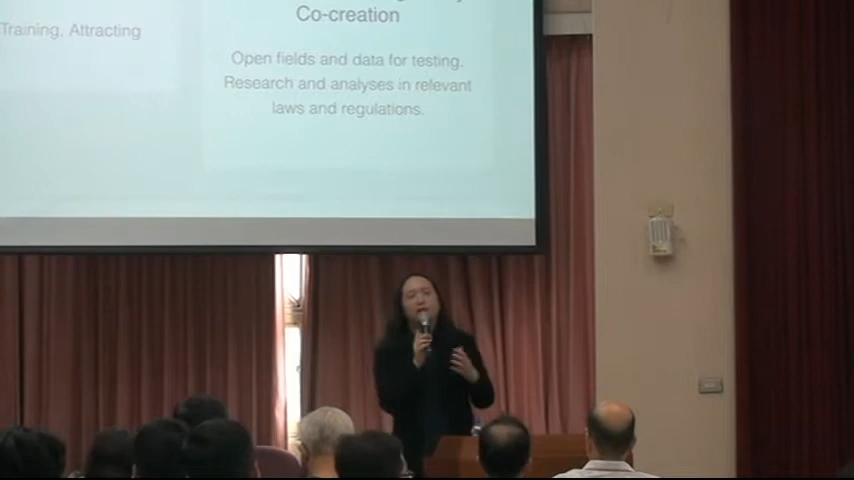 Co-creation
Training, Attracting
Open fields and data for testing.
Research and analyses in relevant
laws and regulations.